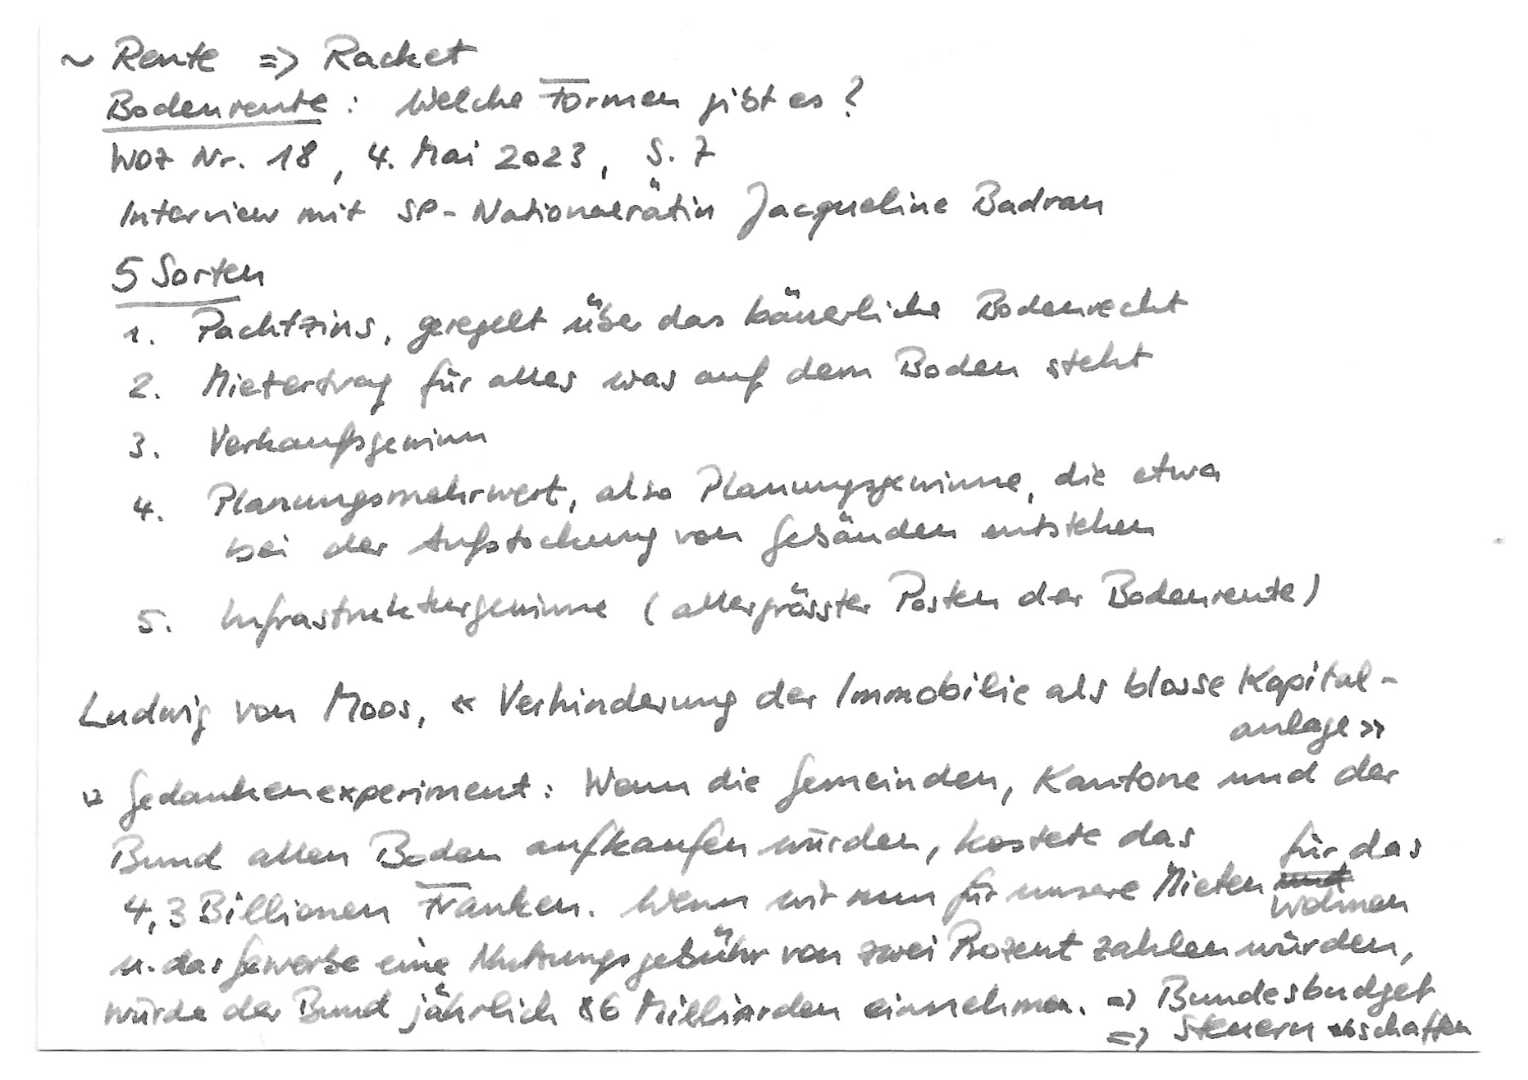 ~ Rente => Racket
Bodenrente: Welche Formen gibt es?
WOZ Nr. 18, 4. Mai 2023, S. 7
Interview mit SP-Nationalrätin Jacqueline Badran
5 Sorten
1. Pachtzins, geregelt über das bäuerliche Bodenrecht
2. Mietertrag für alles was auf dem Boden steht
3. Verkaufsgewinn
4. Planungsmehrwert, also Planungsgewinne, die etwa
bei der Aufstockung von Gebäuden entstehen
5. Infrastrukturgewinne (allergrösster Posten der Bodenrente)
Ludwig von Moos, « Verhinderung der Immobilie als blosse Kapital-
anlage »
Gedankenexperiment: Wenn die Gemeinden, Kantone und der
Bund allen Boden aufkaufen würden, kostete das
4,3 Billionen Franken. Wenn wir nun für unsere Mieten für das Wohnen
u. das Gewerbe eine Nutzungsgebühr von zwei Prozent zahlen würden,
würde der Bund jährlich 86 Milliarden einnehmen. => Bundesbudget
=> Steuern abschaffen